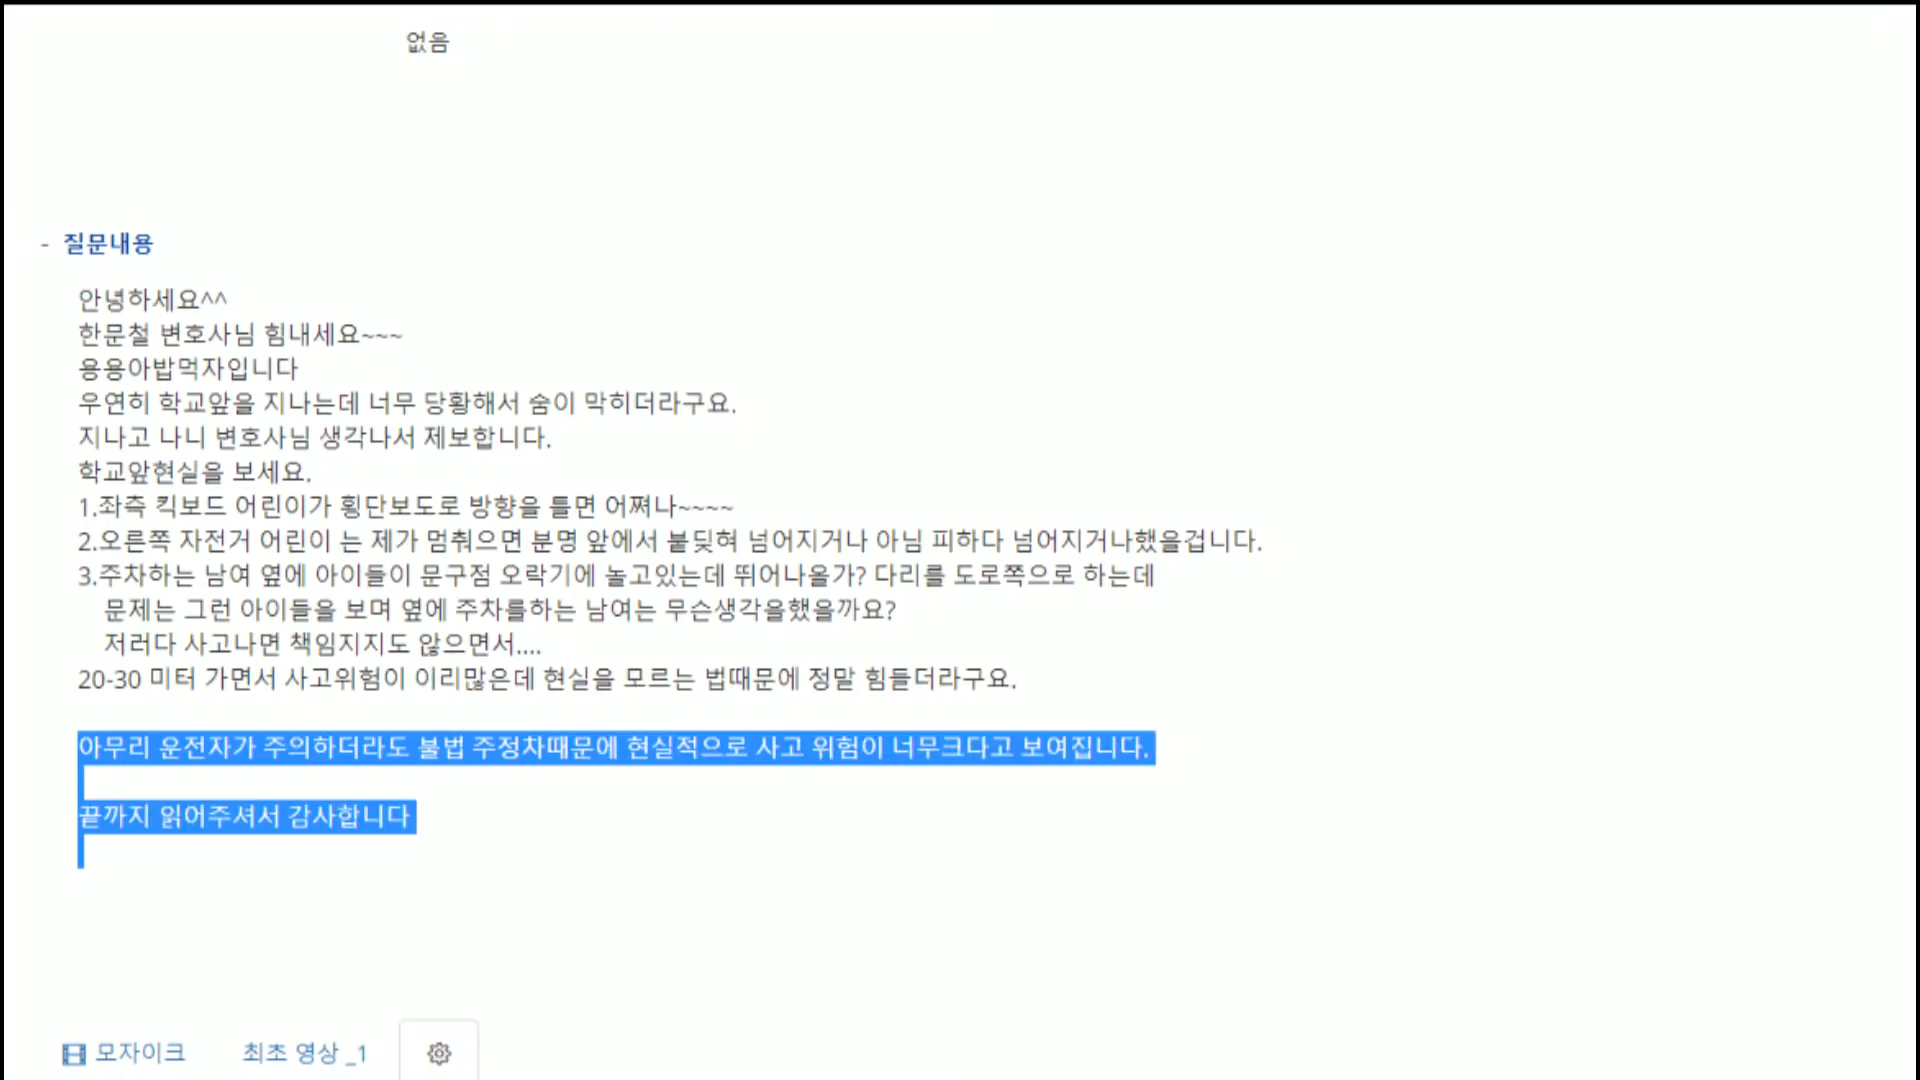 없음
- 질문내용
안녕하세요^^
한문철 변호사님 힘내세요~~~
용용아밥먹자입니다
우연히 학교앞을 지나는데 너무 당황해서 숨이 막히더라구요.
지나고 나니 변호사님 생각나서 제보합니다.
학교앞현실을 보세요.
1.좌측 킥보드 어린이가 횡단보도로 방향을 틀면 어쩌나~~~~
2.오른쪽 자전거 어린이 는 제가 멈춰으면 분명 앞에서 붙딪혀 넘어지거나 아님 피하다 넘어지거나했을겁니다.
3.주차하는 남여 옆에 아이들이 문구점 오락기에 놀고있는데 뛰어나올가? 다리를 도로쪽으로 하는데
문제는 그런 아이들을 보며 옆에 주차를하는 남여는 무슨생각을했을까요?
저러다 사고나면 책임지지도 않으면서....
20-30 미터 가면서 사고위험이 이리많은데 현실을 모르는 법때문에 정말 힘들더라구요.
아무리 운전자가 주의하더라도 불법 주정차때문에 현실적으로 사고 위험이 너무크다고 보여집니다.
끝까지 읽어주셔서 감사합니다
모자이크 최초 영상 _1